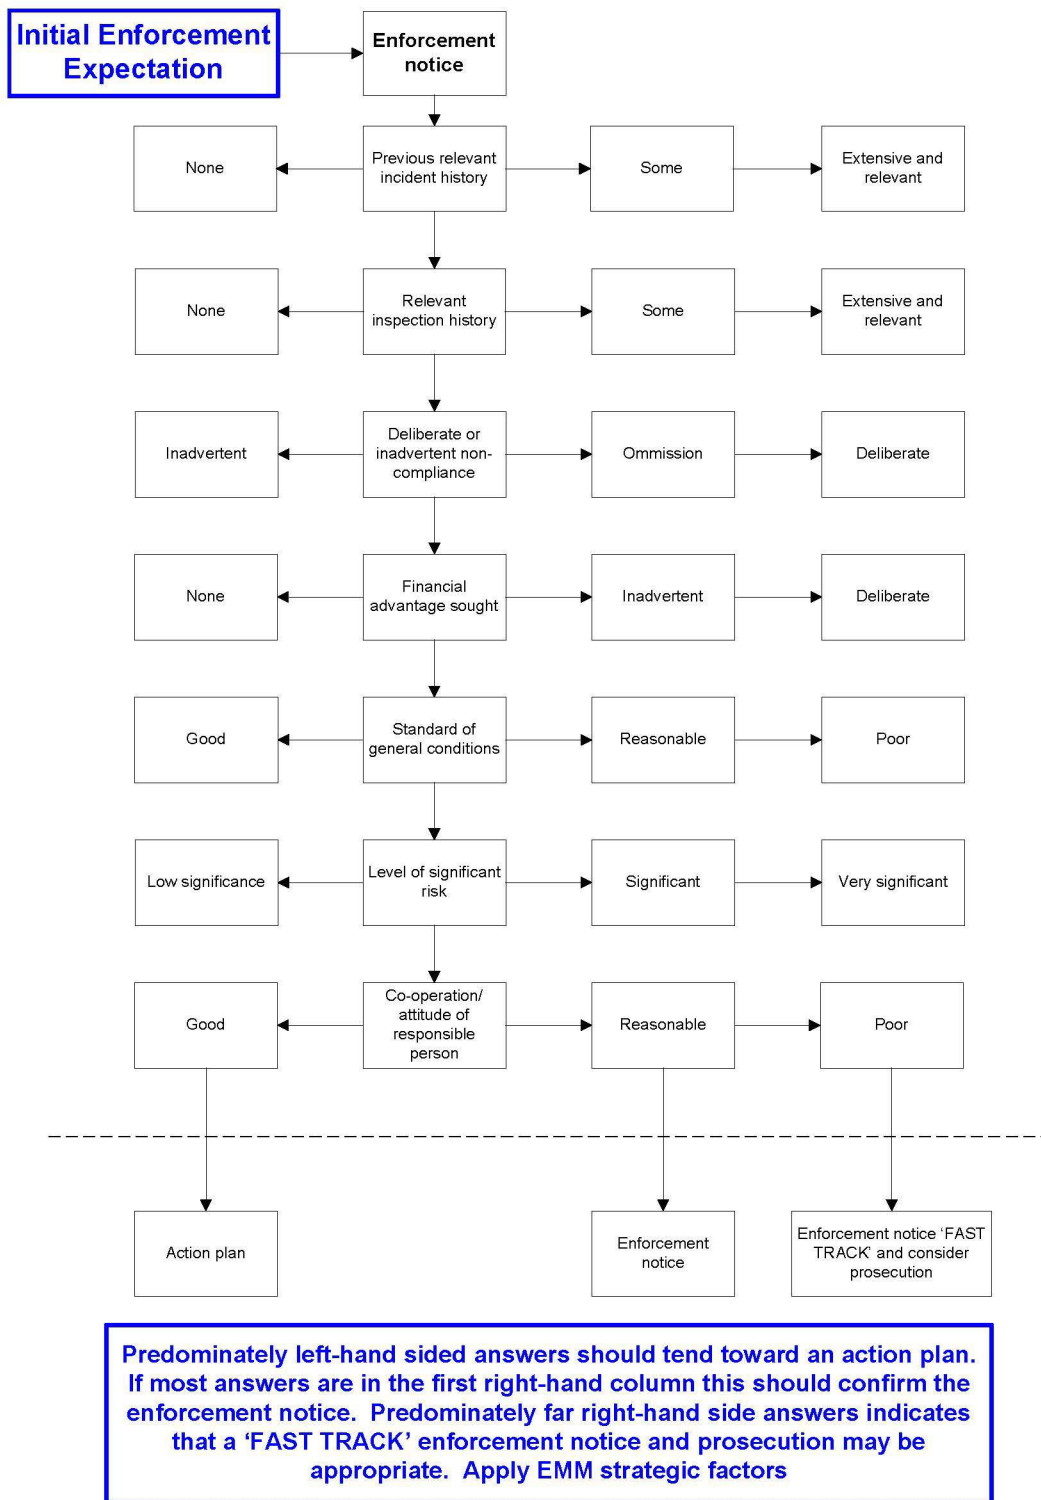 Initial Enforcement
Expectation
Enforcement
notice
None
Previous relevant
incident history
Some
Extensive and
relevant
None
Relevant
inspection history
Some
Extensive and
relevant
Inadvertent
Deliberate or
inadvertent non-
compliance
Ommission
Deliberate
None
Financial
advantage sought
Inadvertent
Deliberate
Good
Standard of
general conditions
Reasonable
Poor
Low significance
Level of significant
risk
Significant
Very significant
Good
Co-operation/
attitude of
responsible
person
Reasonable
Poor
Action plan
Enforcement
notice
Enforcement notice ‘FAST
TRACK’ and consider
prosecution
Predominately left-hand sided answers should tend toward an action plan.
If most answers are in the first right-hand column this should confirm the
enforcement notice.  Predominately far right-hand side answers indicates
that a ‘FAST TRACK’ enforcement notice and prosecution may be
appropriate.  Apply EMM strategic factors